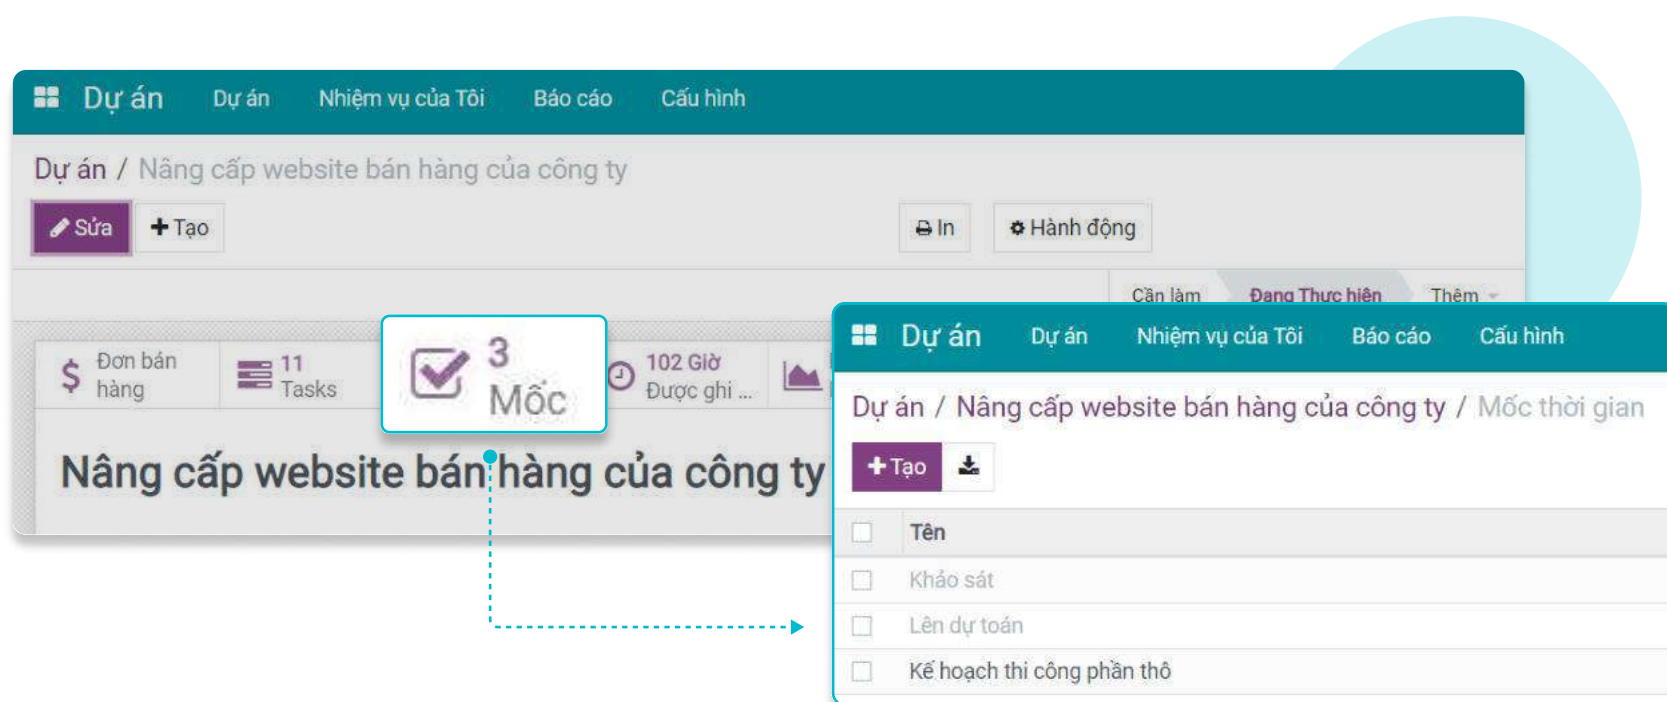 Dự án Dự án Nhiệm vụ của Tôi Báo cáo Cấu hình
Dự án / Nâng cấp website bán hàng của công ty
Sửa + Tạo In Hành động
Cần làm Đang Thực hiện Thêm
$ Đơn bán hàng
11 Tasks
3 Mốc
102 Giờ Được ghi ...
Nâng cấp website bán hàng của công ty
Dự án Dự án Nhiệm vụ của Tôi Báo cáo Cấu hình
Dự án / Nâng cấp website bán hàng của công ty / Mốc thời gian
+ Tạo
Tên
Khảo sát
Lên dự toán
Kế hoạch thi công phần thô